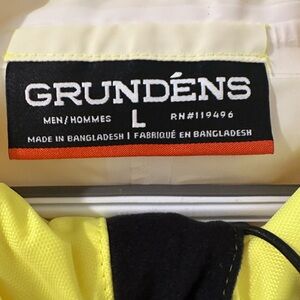 GRUNDÉNS
MEN/HOMMES L RN#119496
MADE IN BANGLADESH | FABRIQUÉ EN BANGLADESH